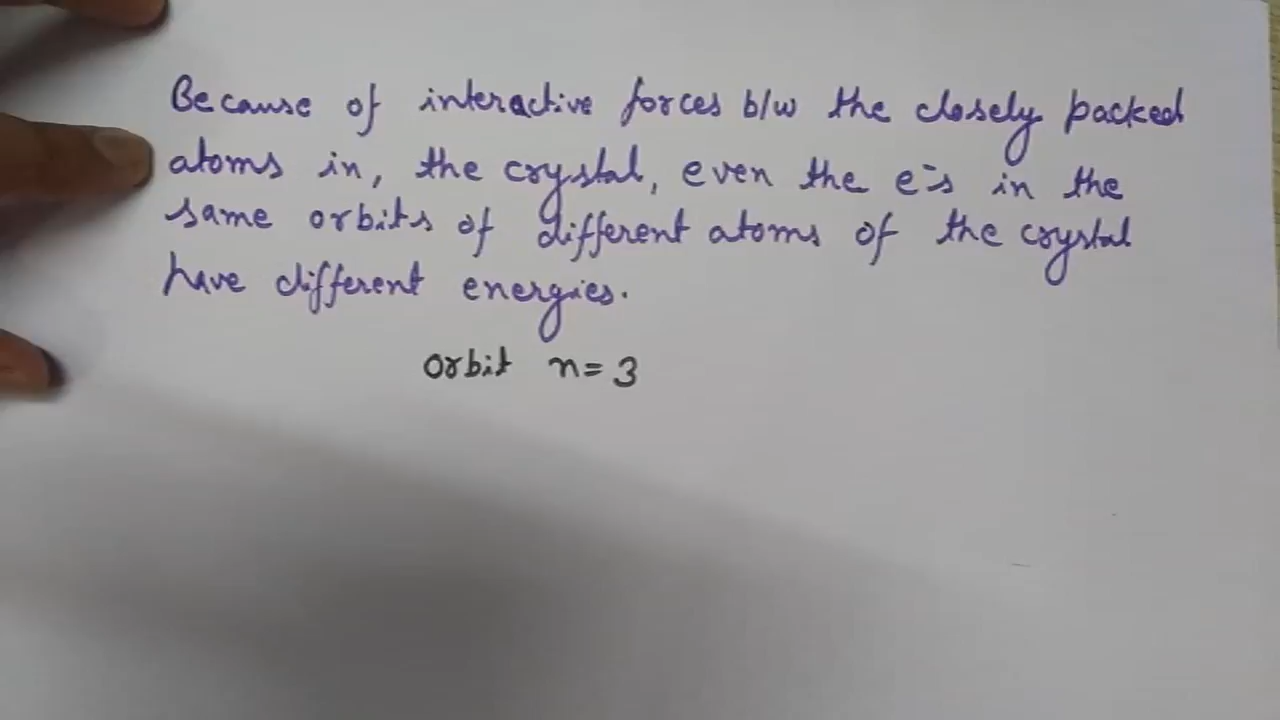 Because of interactive forces b/w the closely packed
atoms in, the crystal, even the e⁻s in the
same orbits of different atoms of the crystal
have different energies.
orbit n=3